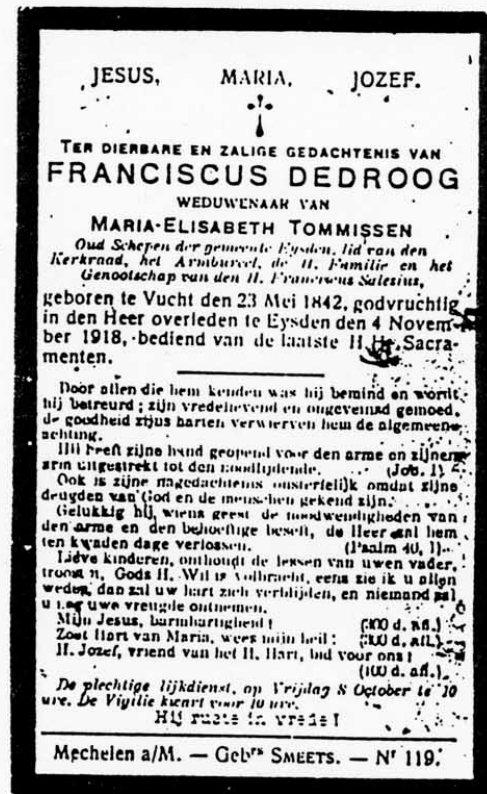 JESUS, MARIA, JOZEF.
TER DIERBARE EN ZALIGE GEDACHTENIS VAN
FRANCISCUS DEDROOG
WEDUWENAAR VAN
MARIA-ELISABETH TOMMISSEN
Oud Schepen der gemeente Eysden, lid van den
Kerkraad, het Armbureel, de H. Familie en het
Genootschap van den H. Franciscus Salesius,
geboren te Vucht den 23 Mei 1842, godvruchtig
in den Heer overleden te Eysden den 4 Novem-
ber 1918, bediend van de laatste H.H. Sacra-
menten.
Door allen die hem kenden was hij bemind en wordt
hij betreurd; zijn vredelievend en ongeveinsd gemoed,
de goedheid zijus harten verwierven hem de algemeene
achting.
Hij heeft zijne hand geopend voor den arme en zijnen
arm uitgestrekt tot den noodlijdende. (Job. I)
Ook is zijne nagedachtenis onsterfelijk omdat zijne
deugden van God en de menschen gekend zijn.
Gelukkig hij, wiens geest de noodwendigheden van
den arme en den behoeftige beseft, de Heer zal hem
ten kwaden dage verlossen. (Psalm 40, 1)
Lieve kinderen, onthoudt de lessen van uwen vader,
troost u, Gods H. Wil is volbracht, eens zie ik u allen
weder, dan zal uw hart zich verblijden, en niemand zal
u uwe vreugde ontnemen.
Mijn Jesus, barmhartigheid! (100 d. afl.)
Zoet Hart van Maria, wees mijn heil! (300 d. afl.)
H. Jozef, vriend van het H. Hart, bid voor ons!
(100 d. afl.)
De plechtige lijkdienst, op Vrijdag 8 October te 10
ure. De Vigilie kwart voor 10 ure.
Hij ruste in vrede!
Mechelen a/M. — Gebrs SMEETS. — Nr 119.